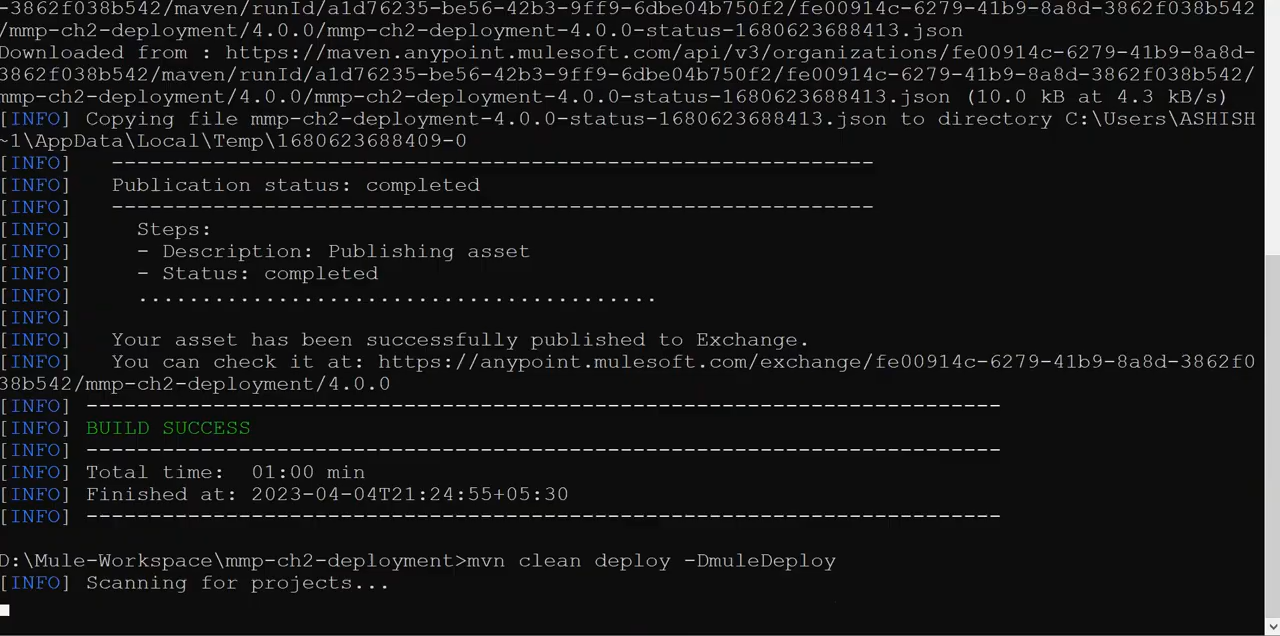 -3862f038b542/maven/runId/a1d76235-be56-42b3-9ff9-6dbe04b750f2/fe00914c-6279-41b9-8a8d-3862f038b542
/mmp-ch2-deployment/4.0.0/mmp-ch2-deployment-4.0.0-status-1680623688413.json
Downloaded from : https://maven.anypoint.mulesoft.com/api/v3/organizations/fe00914c-6279-41b9-8a8d-
3862f038b542/maven/runId/a1d76235-be56-42b3-9ff9-6dbe04b750f2/fe00914c-6279-41b9-8a8d-3862f038b542/
mmp-ch2-deployment/4.0.0/mmp-ch2-deployment-4.0.0-status-1680623688413.json (10.0 kB at 4.3 kB/s)
[INFO] Copying file mmp-ch2-deployment-4.0.0-status-1680623688413.json to directory C:\Users\ASHISH
~1\AppData\Local\Temp\1680623688409-0
[INFO]   ------------------------------------------------------------
[INFO]   Publication status: completed
[INFO]   ------------------------------------------------------------
[INFO]     Steps:
[INFO]     - Description: Publishing asset
[INFO]     - Status: completed
[INFO]     .........................................
[INFO]
[INFO]   Your asset has been successfully published to Exchange.
[INFO]   You can check it at: https://anypoint.mulesoft.com/exchange/fe00914c-6279-41b9-8a8d-3862f0
38b542/mmp-ch2-deployment/4.0.0
[INFO] ------------------------------------------------------------------------
[INFO] BUILD SUCCESS
[INFO] ------------------------------------------------------------------------
[INFO] Total time:  01:00 min
[INFO] Finished at: 2023-04-04T21:24:55+05:30
[INFO] ------------------------------------------------------------------------
D:\Mule-Workspace\mmp-ch2-deployment>mvn clean deploy -DmuleDeploy
[INFO] Scanning for projects...